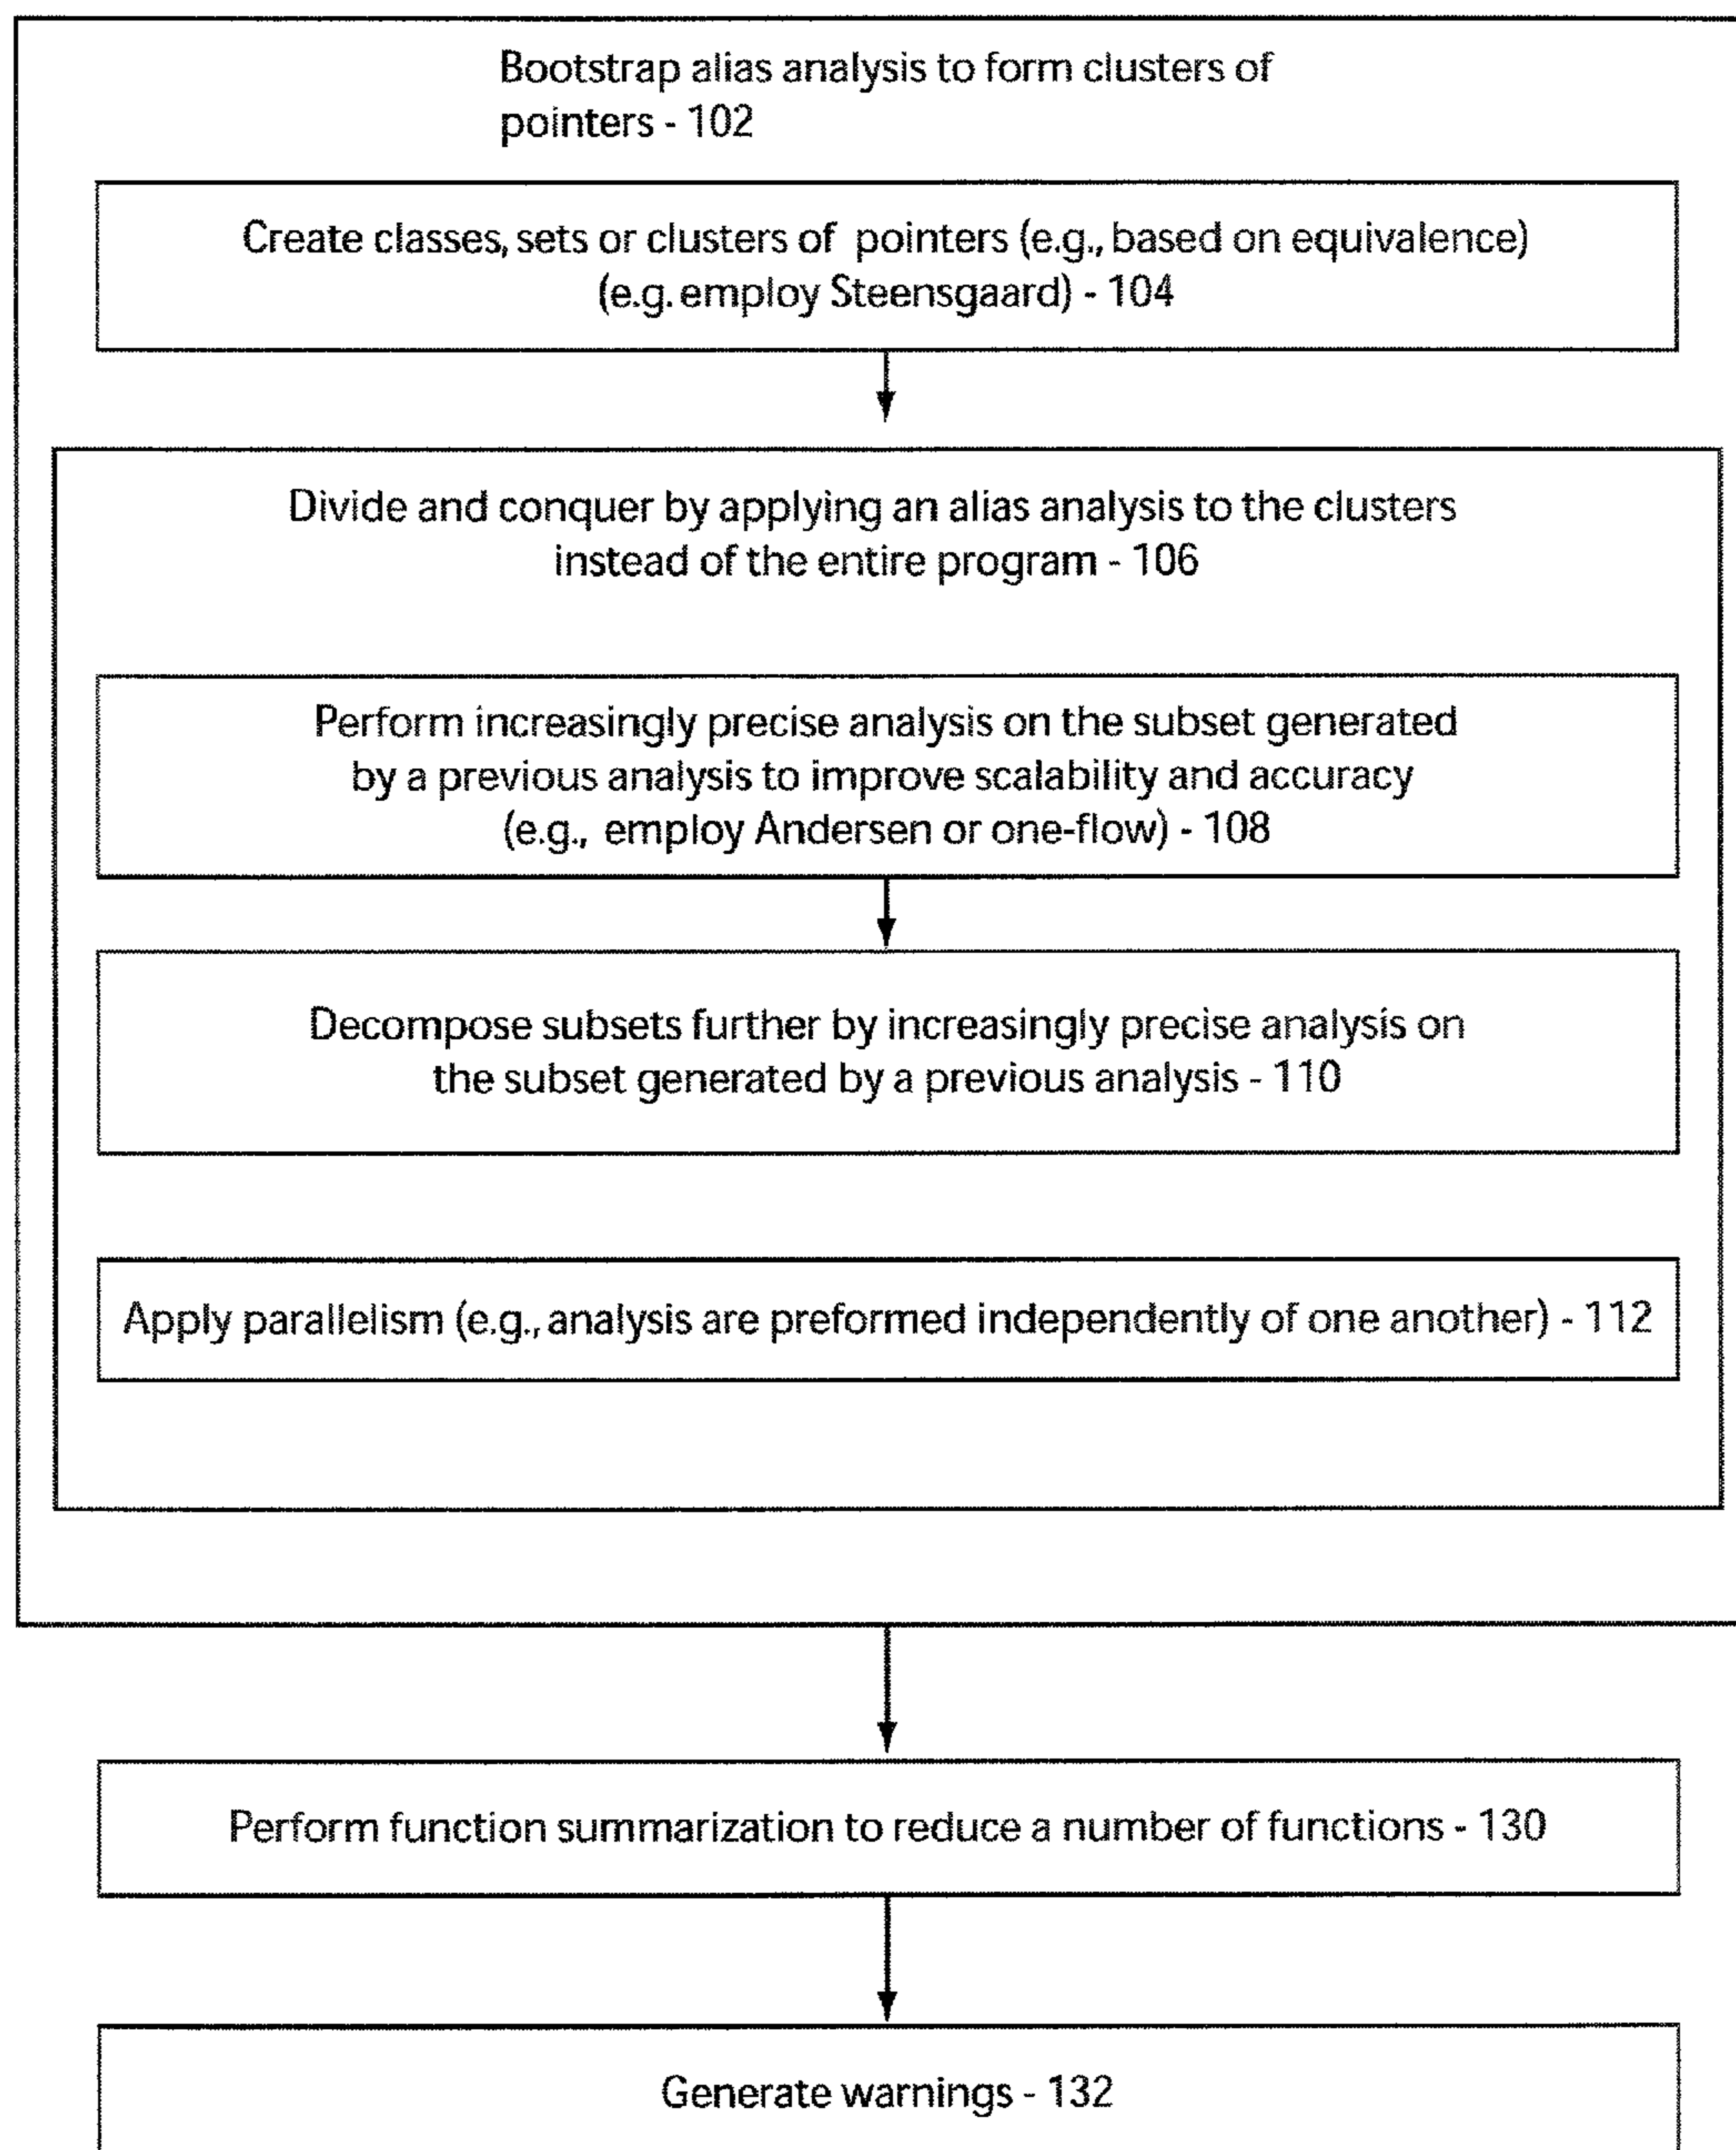 Bootstrap alias analysis to form clusters of
pointers - 102
Create classes, sets or clusters of pointers (e.g., based on equivalence)
(e.g. employ Steensgaard) - 104
Divide and conquer by applying an alias analysis to the clusters
instead of the entire program - 106
Perform increasingly precise analysis on the subset generated
by a previous analysis to improve scalability and accuracy
(e.g., employ Andersen or one-flow) - 108
Decompose subsets further by increasingly precise analysis on
the subset generated by a previous analysis - 110
Apply parallelism (e.g., analysis are preformed independently of one another) - 112
Perform function summarization to reduce a number of functions - 130
Generate warnings - 132